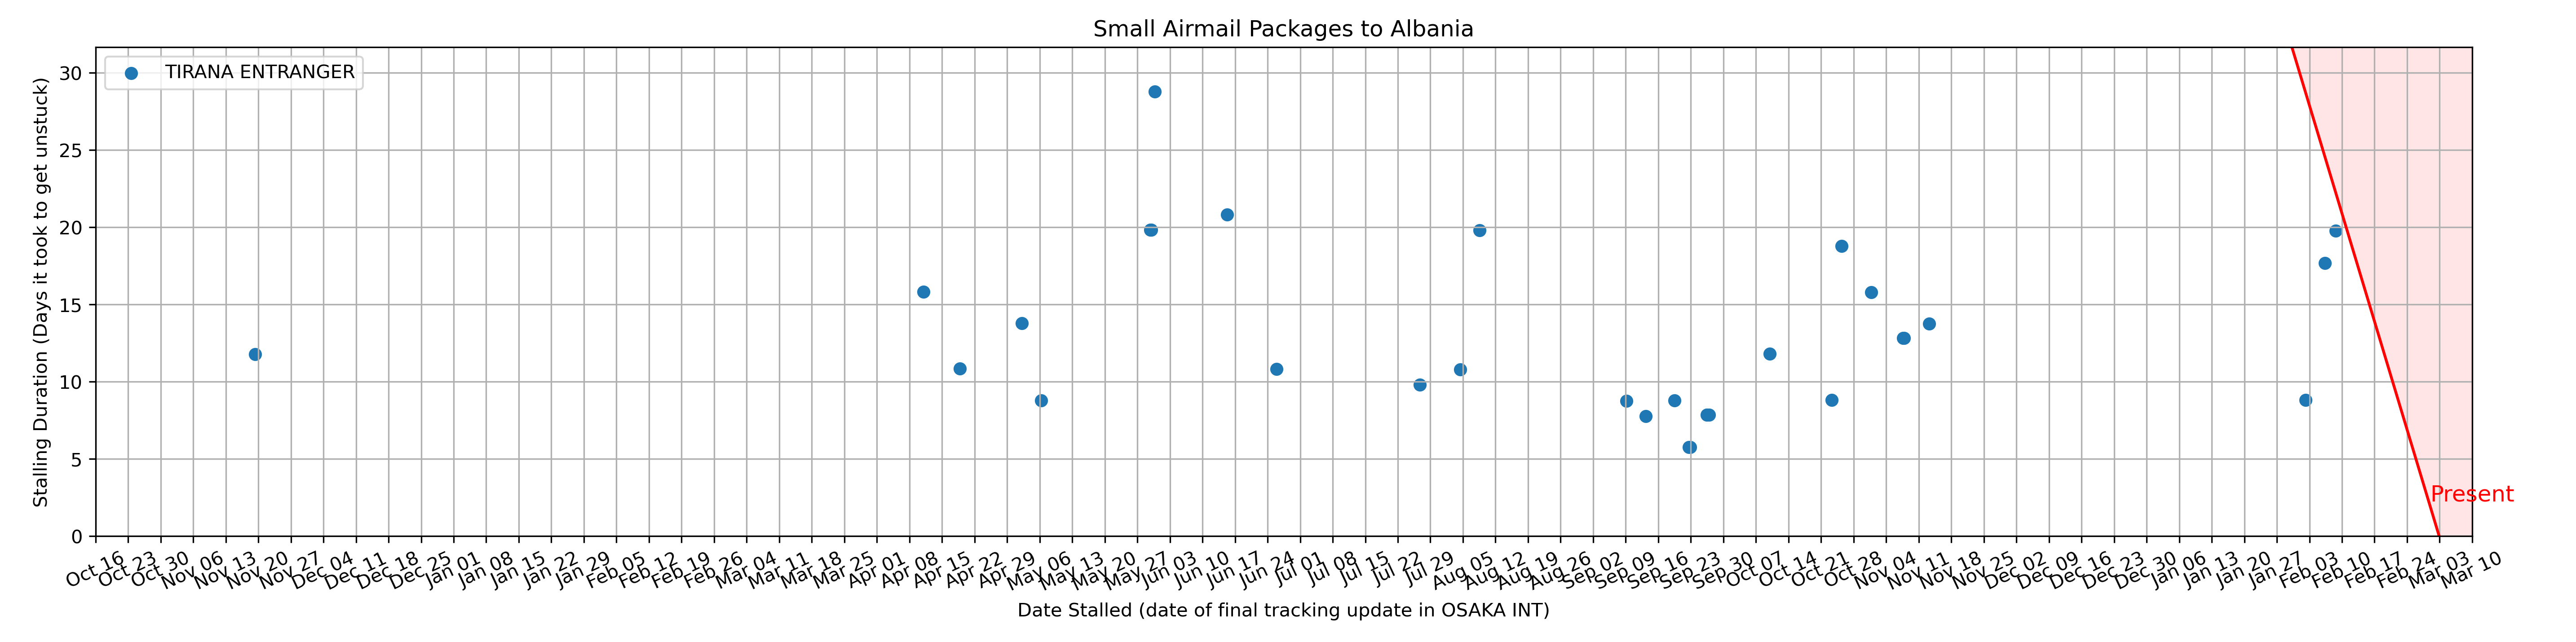 Small Airmail Packages to Albania
TIRANA ENTRANGER
Stalling Duration (Days it took to get unstuck)
30
25
20
15
10
5
0
Present
Oct 16
Oct 23
Oct 30
Nov 06
Nov 13
Nov 20
Nov 27
Dec 04
Dec 11
Dec 18
Dec 25
Jan 01
Jan 08
Jan 15
Jan 22
Jan 29
Feb 05
Feb 12
Feb 19
Feb 26
Mar 04
Mar 11
Mar 18
Mar 25
Apr 01
Apr 08
Apr 15
Apr 22
Apr 29
May 06
May 13
May 20
May 27
Jun 03
Jun 10
Jun 17
Jun 24
Jul 01
Jul 08
Jul 15
Jul 22
Jul 29
Aug 05
Aug 12
Aug 19
Aug 26
Sep 02
Sep 09
Sep 16
Sep 23
Sep 30
Oct 07
Oct 14
Oct 21
Oct 28
Nov 04
Nov 11
Nov 18
Nov 25
Dec 02
Dec 09
Dec 16
Dec 23
Dec 30
Jan 06
Jan 13
Jan 20
Jan 27
Feb 03
Feb 10
Feb 17
Feb 24
Mar 03
Mar 10
Date Stalled (date of final tracking update in OSAKA INT)